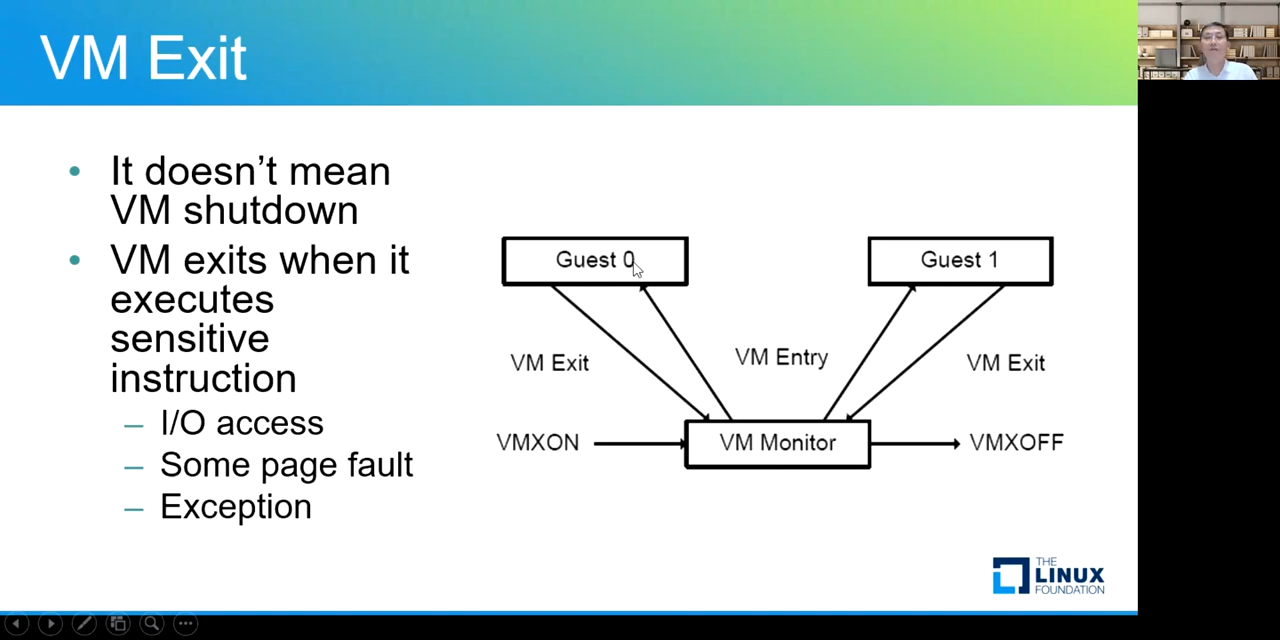 VM Exit
• It doesn’t mean
VM shutdown
• VM exits when it
executes
sensitive
instruction
– I/O access
– Some page fault
– Exception
Guest 0
Guest 1
VM Exit
VM Entry
VM Exit
VMXON
VM Monitor
VMXOFF
THE
LINUX
FOUNDATION